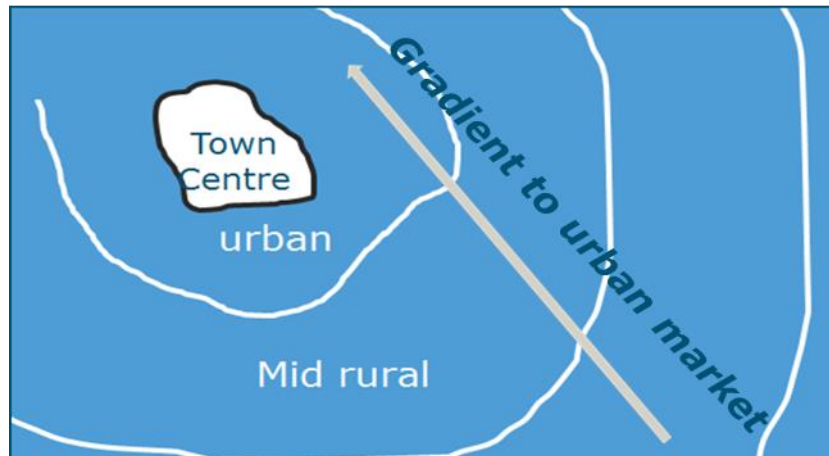 Gradient to urban market
Town
Centre
urban
Mid rural